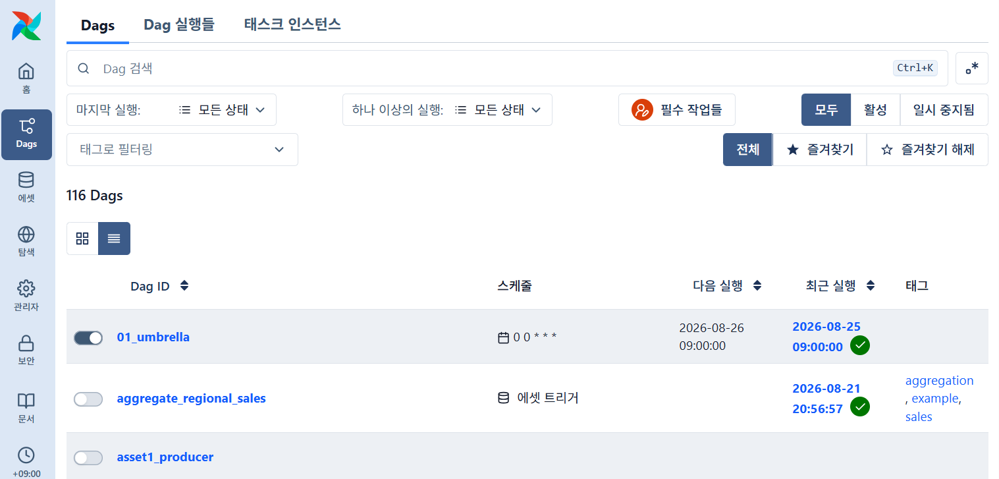 Dags Dag 실행들 태스크 인스턴스
Dag 검색 Ctrl+K .*
마지막 실행: 모든 상태 하나 이상의 실행: 모든 상태 필수 작업들 모두 활성 일시 중지됨
태그로 필터링 전체 즐겨찾기 즐겨찾기 해제
116 Dags
홈
Dags
에셋
탐색
관리자
보안
문서
+09:00
Dag ID 스케줄 다음 실행 최근 실행 태그
01_umbrella 0 0 * * * 2026-08-26 09:00:00 2026-08-25 09:00:00
aggregate_regional_sales 에셋 트리거 2026-08-21 20:56:57 aggregation
, example,
sales
asset1_producer